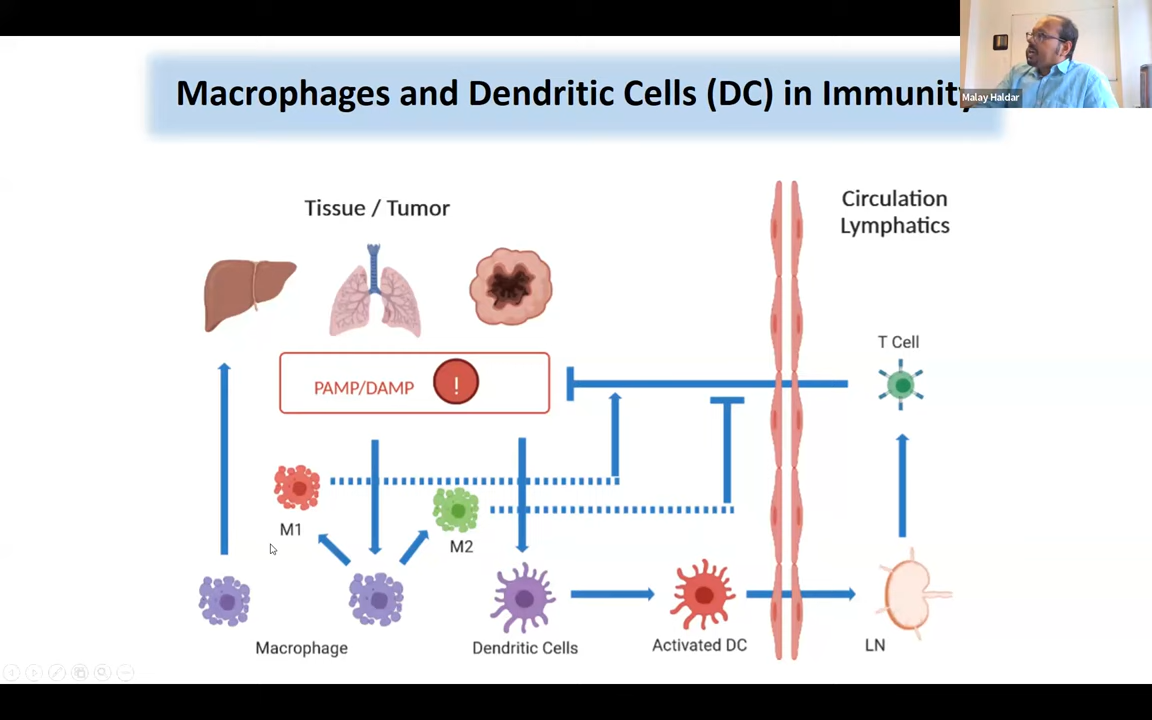 Macrophages and Dendritic Cells (DC) in Immunity
Malay Haldar
Tissue / Tumor
Circulation
Lymphatics
T Cell
PAMP/DAMP !
M1
M2
Macrophage
Dendritic Cells
Activated DC
LN